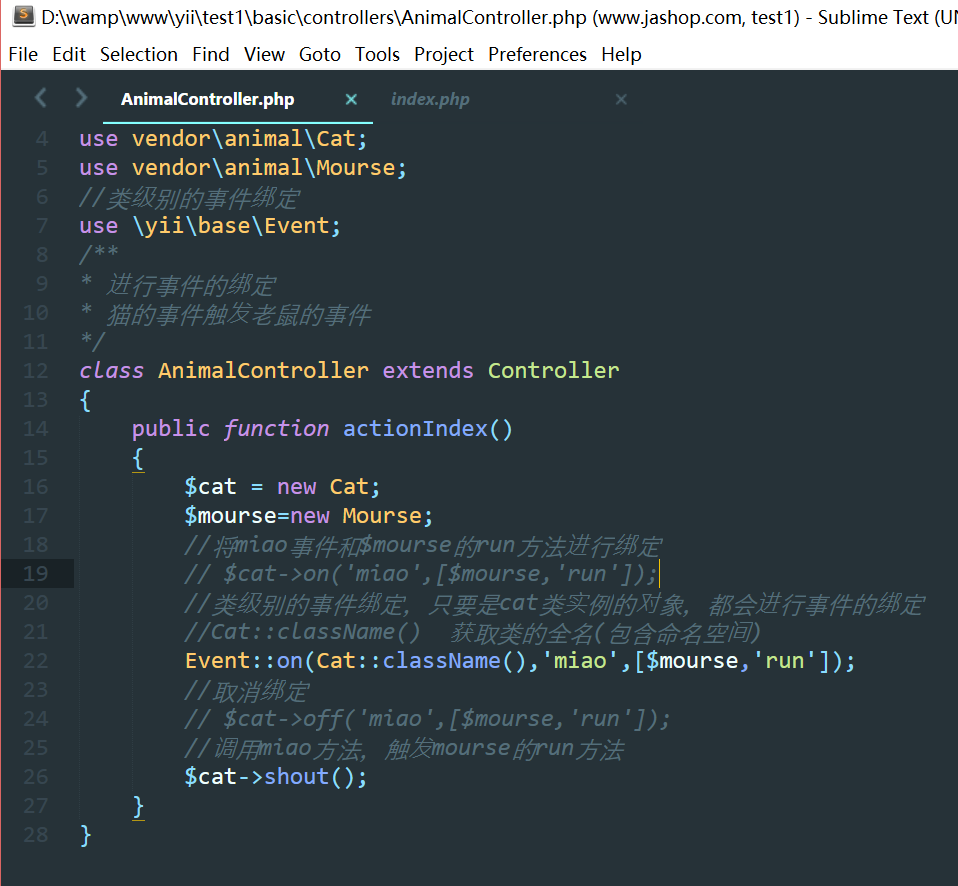 D:\wamp\www\yii\test1\basic\controllers\AnimalController.php (www.jashop.com, test1) - Sublime Text (UN
File Edit Selection Find View Goto Tools Project Preferences Help
AnimalController.php × index.php ×
4 use vendor\animal\Cat;
5 use vendor\animal\Mourse;
6 //类级别的事件绑定
7 use \yii\base\Event;
8 /**
9 * 进行事件的绑定
10 * 猫的事件触发老鼠的事件
11 */
12 class AnimalController extends Controller
13 {
14 public function actionIndex()
15 {
16 $cat = new Cat;
17 $mourse=new Mourse;
18 //将miao事件和$mourse的run方法进行绑定
19 // $cat->on('miao',[$mourse,'run']);
20 //类级别的事件绑定，只要是cat类实例的对象，都会进行事件的绑定
21 //Cat::className() 获取类的全名(包含命名空间)
22 Event::on(Cat::className(),'miao',[$mourse,'run']);
23 //取消绑定
24 // $cat->off('miao',[$mourse,'run']);
25 //调用miao方法，触发mourse的run方法
26 $cat->shout();
27 }
28 }